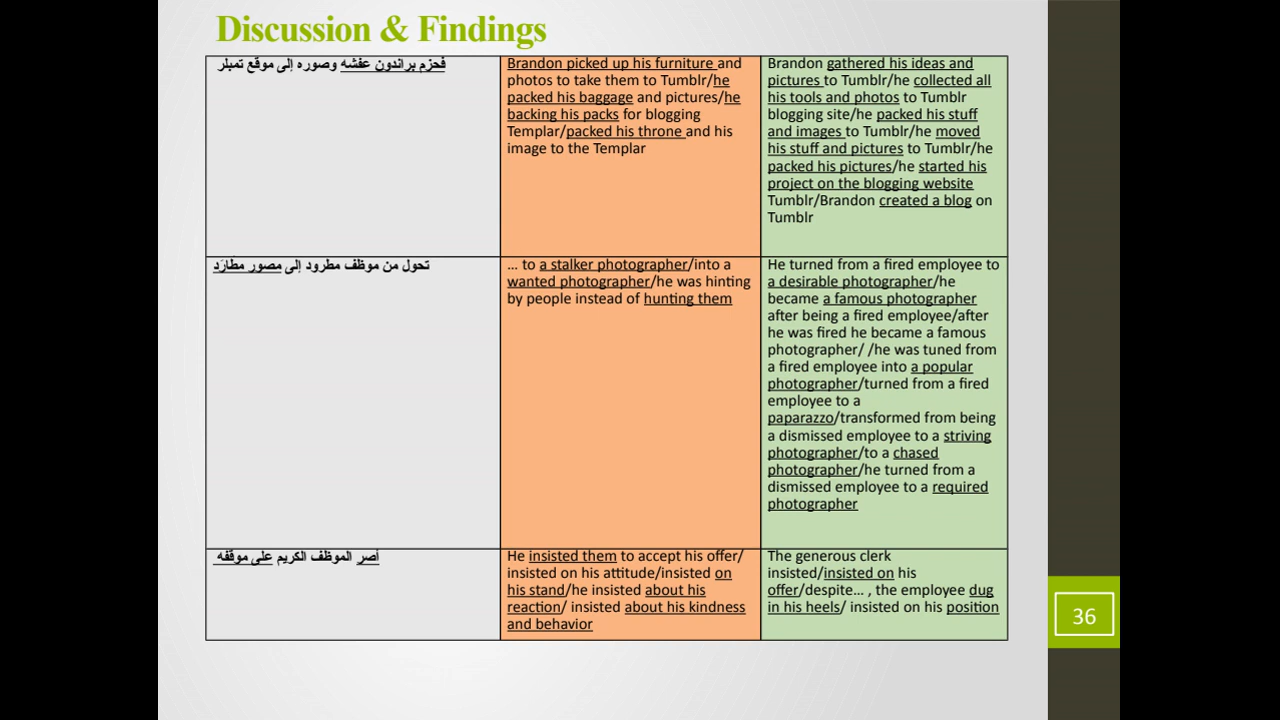 Discussion & Findings
فحزم براندون عفشه وصوره إلى موقع تمبلر
Brandon picked up his furniture and
photos to take them to Tumblr/he
packed his baggage and pictures/he
backing his packs for blogging
Templar/packed his throne and his
image to the Templar
Brandon gathered his ideas and
pictures to Tumblr/he collected all
his tools and photos to Tumblr
blogging site/he packed his stuff
and images to Tumblr/he moved
his stuff and pictures to Tumblr/he
packed his pictures/he started his
project on the blogging website
Tumblr/Brandon created a blog on
Tumblr
تحول من موظف مطرود إلى مصور مطارَد
… to a stalker photographer/into a
wanted photographer/he was hinting
by people instead of hunting them
He turned from a fired employee to
a desirable photographer/he
became a famous photographer
after being a fired employee/after
he was fired he became a famous
photographer/ /he was tuned from
a fired employee into a popular
photographer/turned from a fired
employee to a
paparazzo/transformed from being
a dismissed employee to a striving
photographer/to a chased
photographer/he turned from a
dismissed employee to a required
photographer
أصر الموظف الكريم على موقفه
He insisted them to accept his offer/
insisted on his attitude/insisted on
his stand/he insisted about his
reaction/ insisted about his kindness
and behavior
The generous clerk
insisted/insisted on his
offer/despite… , the employee dug
in his heels/ insisted on his position
36